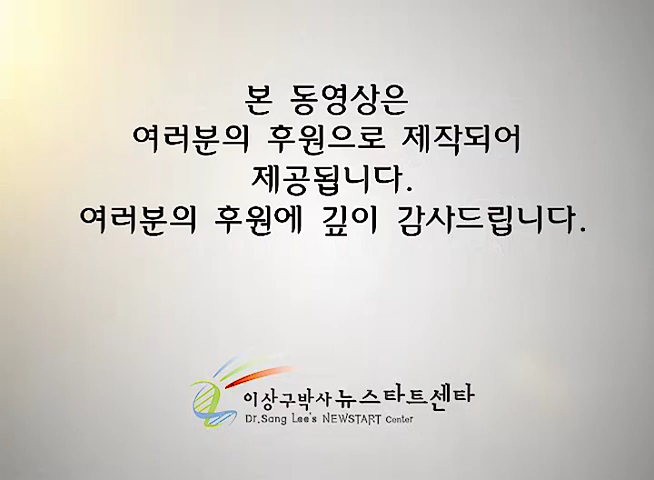 본 동영상은
여러분의 후원으로 제작되어
제공됩니다.
여러분의 후원에 깊이 감사드립니다.
이상구박사 뉴스타트센타
Dr.Sang Lee's NEWSTART Center